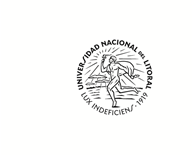 UNIVERSIDAD NACIONAL DEL LITORAL
LUX INDEFICIENS · 1919